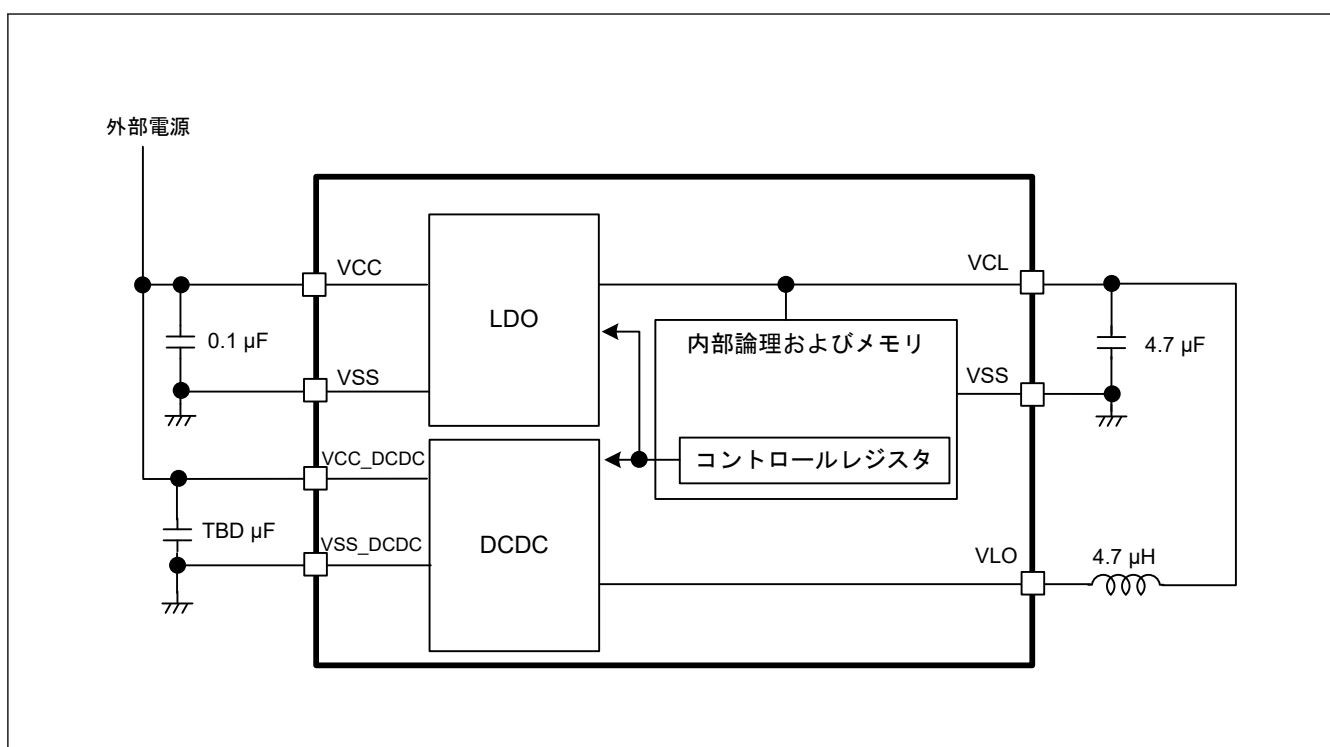 外部電源
VCC
VCL
LDO
内部論理およびメモリ
0.1 µF
4.7 µF
VSS
VSS
VCC_DCDC
コントロールレジスタ
TBD µF
DCDC
VSS_DCDC
VLO
4.7 µH